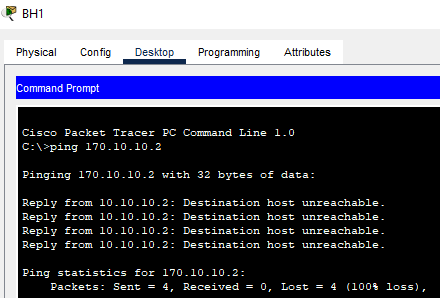 BH1
Physical Config Desktop Programming Attributes
Command Prompt
Cisco Packet Tracer PC Command Line 1.0
C:\>ping 170.10.10.2
Pinging 170.10.10.2 with 32 bytes of data:
Reply from 10.10.10.2: Destination host unreachable.
Reply from 10.10.10.2: Destination host unreachable.
Reply from 10.10.10.2: Destination host unreachable.
Reply from 10.10.10.2: Destination host unreachable.
Ping statistics for 170.10.10.2:
Packets: Sent = 4, Received = 0, Lost = 4 (100% loss),